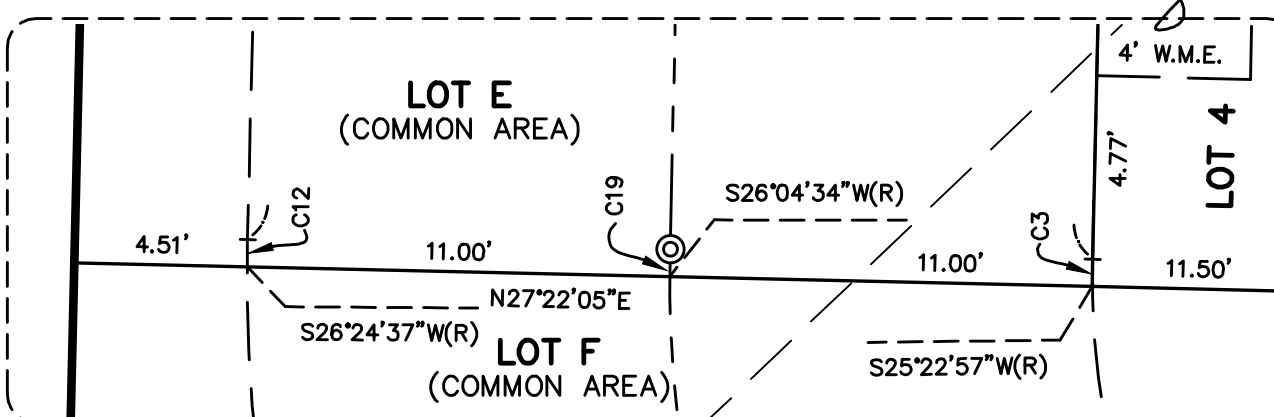 4' W.M.E.
LOT E
(COMMON AREA)
LOT 4
4.77'
S26°04'34"W(R)
C12
C19
C3
4.51'
11.00'
11.00'
11.50'
N27°22'05"E
S26°24'37"W(R)
LOT F
(COMMON AREA)
S25°22'57"W(R)